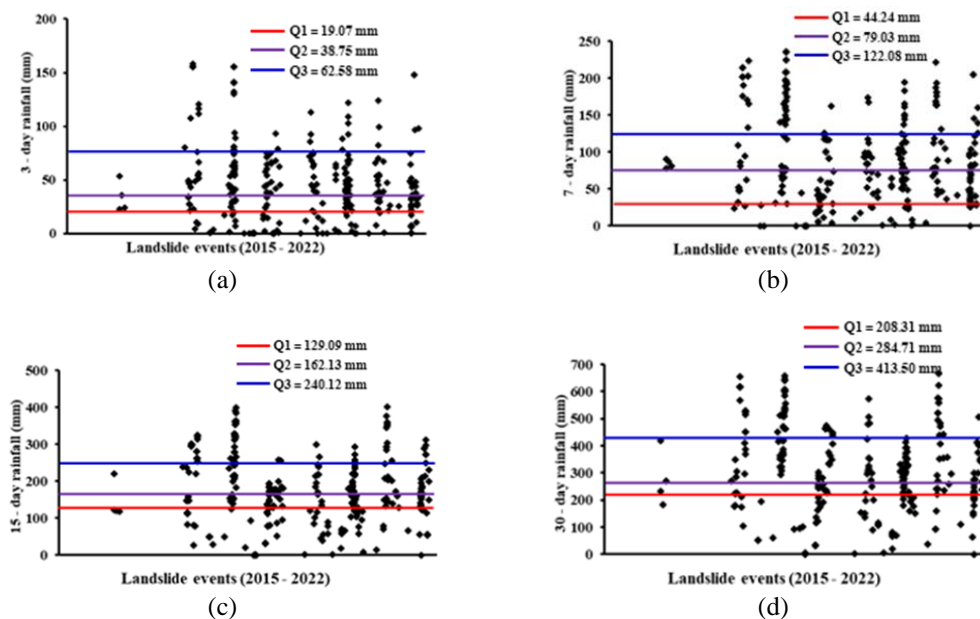 Q1 = 19.07 mm
Q2 = 38.75 mm
Q3 = 62.58 mm
200
150
100
50
0
3 - day rainfall (mm)
Landslide events (2015 - 2022)
(a)
Q1 = 44.24 mm
Q2 = 79.03 mm
Q3 = 122.08 mm
250
200
150
100
50
0
7 - day rainfall (mm)
Landslide events (2015 - 2022)
(b)
Q1 = 129.09 mm
Q2 = 162.13 mm
Q3 = 240.12 mm
500
400
300
200
100
0
15 - day rainfall (mm)
Landslide events (2015 - 2022)
(c)
Q1 = 208.31 mm
Q2 = 284.71 mm
Q3 = 413.50 mm
700
600
500
400
300
200
100
0
30 - day rainfall (mm)
Landslide events (2015 - 2022)
(d)